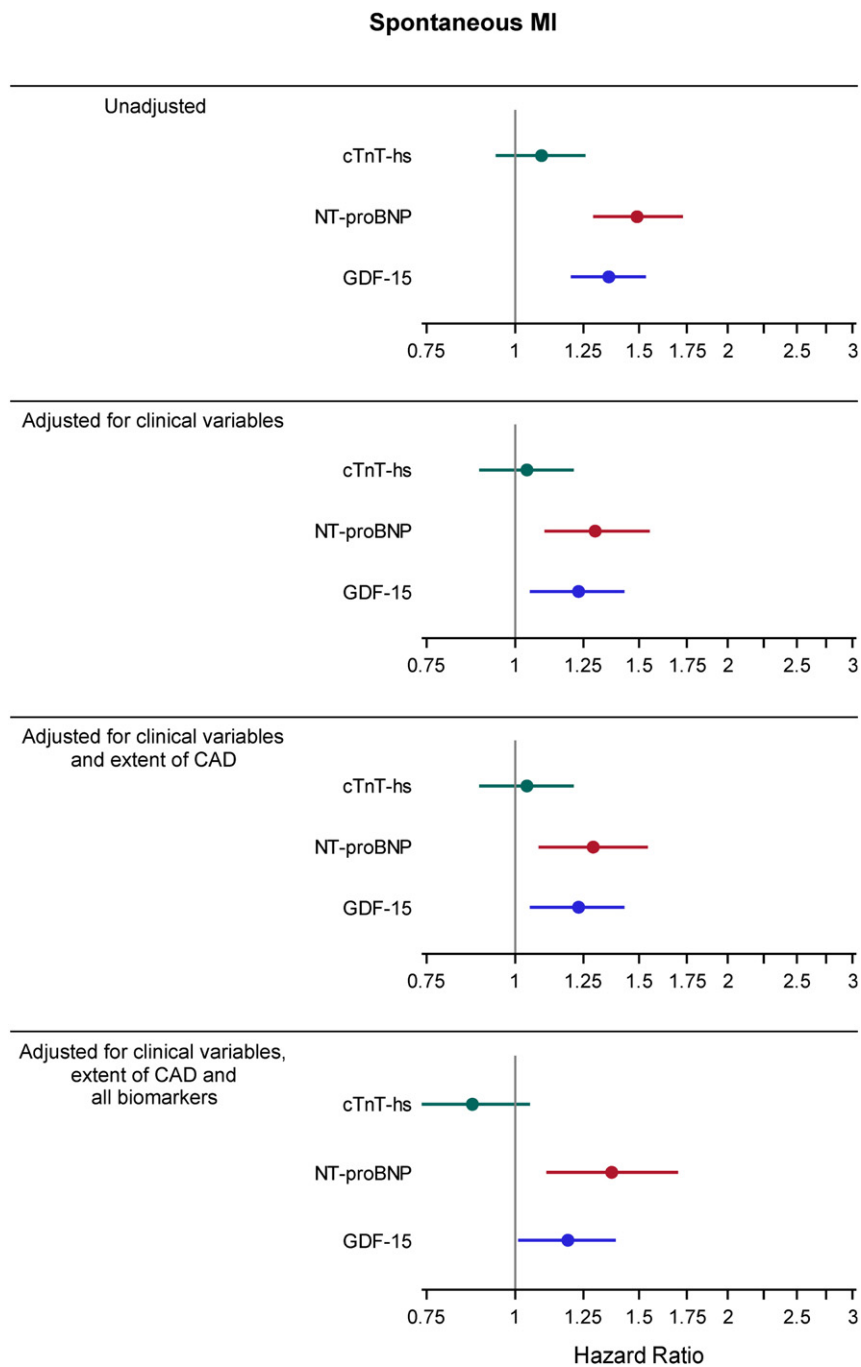 Spontaneous MI
Unadjusted
cTnT-hs
NT-proBNP
GDF-15
0.75 1 1.25 1.5 1.75 2 2.5 3
Adjusted for clinical variables
cTnT-hs
NT-proBNP
GDF-15
0.75 1 1.25 1.5 1.75 2 2.5 3
Adjusted for clinical variables
and extent of CAD
cTnT-hs
NT-proBNP
GDF-15
0.75 1 1.25 1.5 1.75 2 2.5 3
Adjusted for clinical variables,
extent of CAD and
all biomarkers
cTnT-hs
NT-proBNP
GDF-15
0.75 1 1.25 1.5 1.75 2 2.5 3
Hazard Ratio